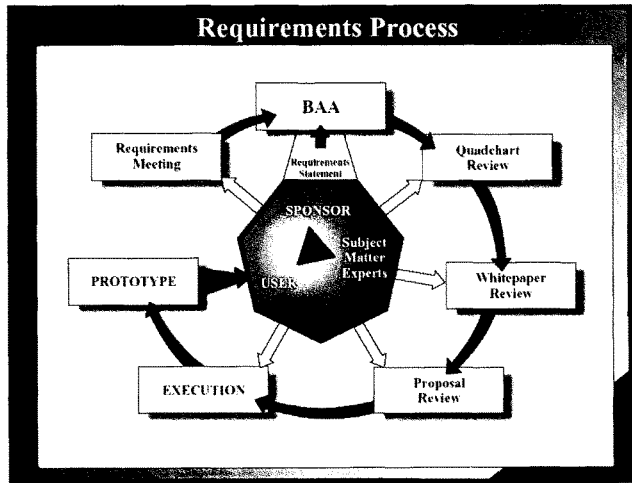 Requirements Process
BAA
Requirements
Meeting
Requirements
Statement
Quadchart
Review
SPONSOR
Subject
Matter
Experts
USER
PROTOTYPE
Whitepaper
Review
EXECUTION
Proposal
Review